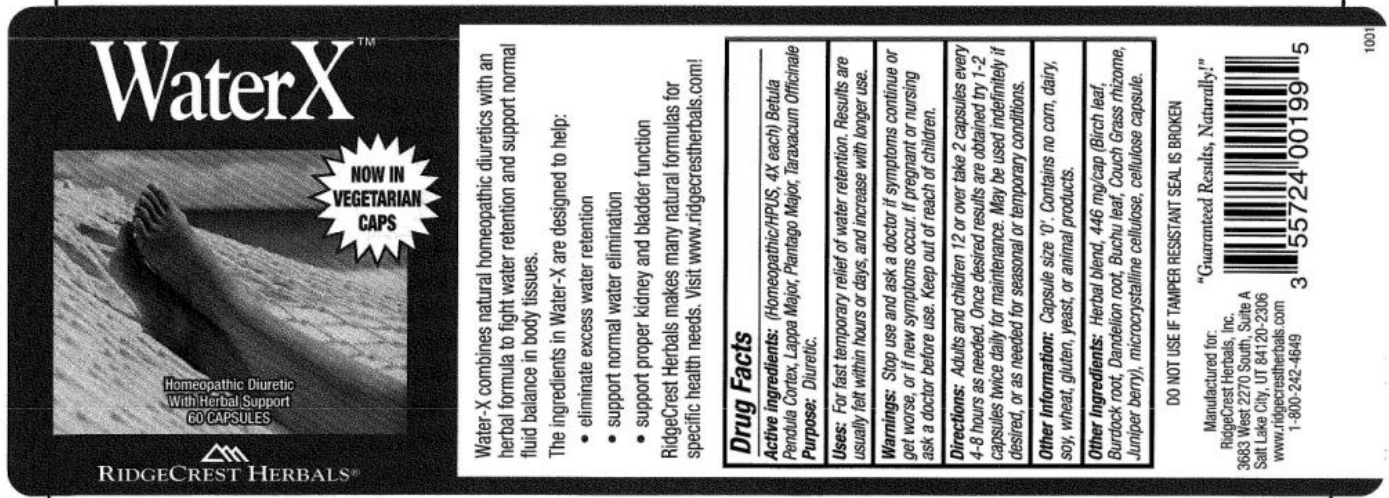 WaterX™
NOW IN
VEGETARIAN
CAPS
Homeopathic Diuretic
With Herbal Support
60 CAPSULES
RIDGECREST HERBALS®
Water-X combines natural homeopathic diuretics with an
herbal formula to fight water retention and support normal
fluid balance in body tissues.
The ingredients in Water-X are designed to help:
• eliminate excess water retention
• support normal water elimination
• support proper kidney and bladder function
RidgeCrest Herbals makes many natural formulas for
specific health needs. Visit www.ridgecrestherbals.com!
Drug Facts
Active ingredients: (Homeopathic/HPUS, 4X each) Betula
Pendula Cortex, Lappa Major, Plantago Major, Taraxacum Officinale
Purpose: Diuretic.
Uses: For fast temporary relief of water retention. Results are
usually felt within hours or days, and increase with longer use.
Warnings: Stop use and ask a doctor if symptoms continue or
get worse, or if new symptoms occur. If pregnant or nursing
ask a doctor before use. Keep out of reach of children.
Directions: Adults and children 12 or over take 2 capsules every
4-8 hours as needed. Once desired results are obtained try 1-2
capsules twice daily for maintenance. May be used indefinitely if
desired, or as needed for seasonal or temporary conditions.
Other Information: Capsule size '0'. Contains no corn, dairy,
soy, wheat, gluten, yeast, or animal products.
Other Ingredients: Herbal blend, 446 mg/cap (Birch leaf,
Burdock root, Dandelion root, Buchu leaf, Couch Grass rhizome,
Juniper berry), microcrystalline cellulose, cellulose capsule.
DO NOT USE IF TAMPER RESISTANT SEAL IS BROKEN
Manufactured for:
RidgeCrest Herbals, Inc.
3683 West 2270 South, Suite A
Salt Lake City, UT 84120-2306
www.ridgecrestherbals.com
1-800-242-4649
"Guaranteed Results, Naturally!"
3 55724 00199 5
1001